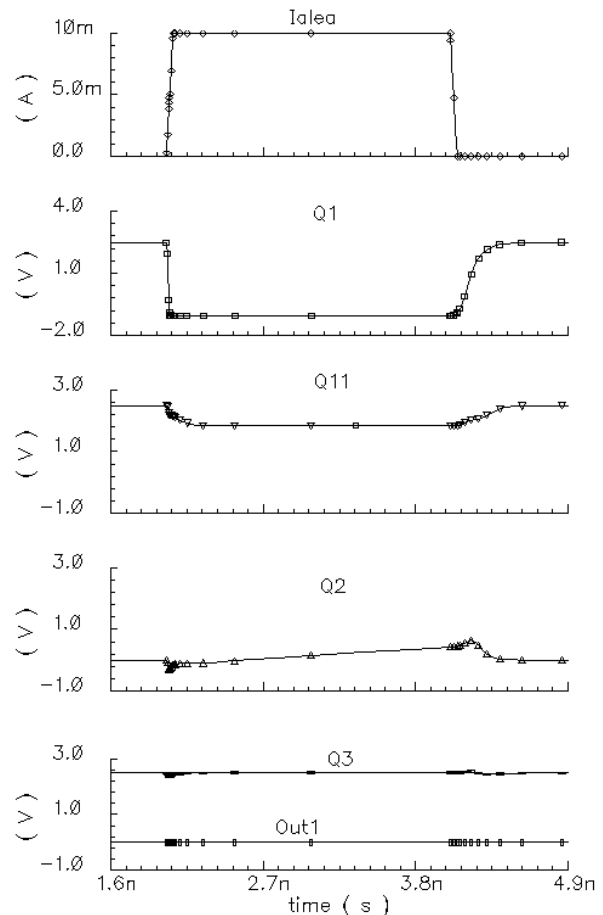 Ialea
10m
5.0m
0.0
( A )
Q1
4.0
1.0
−2.0
( V )
Q11
3.0
1.0
−1.0
( V )
Q2
3.0
1.0
−1.0
( V )
Q3
3.0
1.0
−1.0
( V )
Out1
1.6n 2.7n 3.8n 4.9n
time ( s )